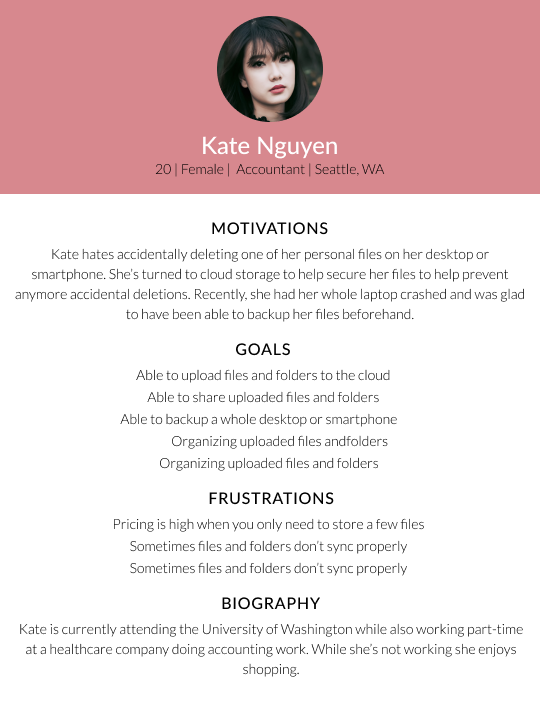 Kate Nguyen
20 | Female | Accountant | Seattle, WA
MOTIVATIONS
Kate hates accidentally deleting one of her personal files on her desktop or
smartphone. She's turned to cloud storage to help secure her files to help prevent
anymore accidental deletions. Recently, she had her whole laptop crashed and was glad
to have been able to backup her files beforehand.
GOALS
Able to upload files and folders to the cloud
Able to share uploaded files and folders
Able to backup a whole desktop or smartphone
Organizing uploaded files andfolders
Organizing uploaded files and folders
FRUSTRATIONS
Pricing is high when you only need to store a few files
Sometimes files and folders don't sync properly
Sometimes files and folders don't sync properly
BIOGRAPHY
Kate is currently attending the University of Washington while also working part-time
at a healthcare company doing accounting work. While she's not working she enjoys
shopping.